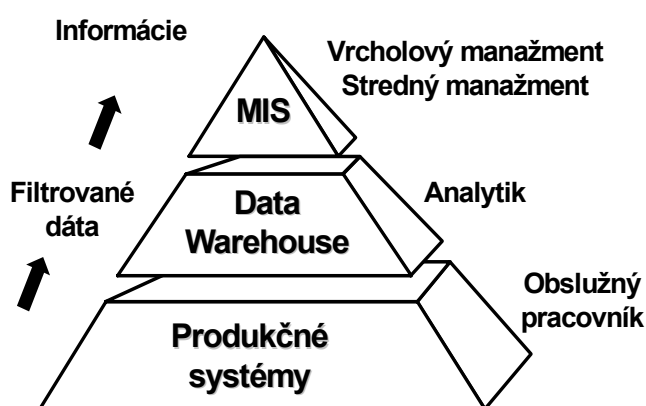 Informácie
Vrcholový manažment
Stredný manažment
MIS
Filtrované
dáta
Data
Warehouse
Analytik
Obslužný
pracovník
Produkčné
systémy